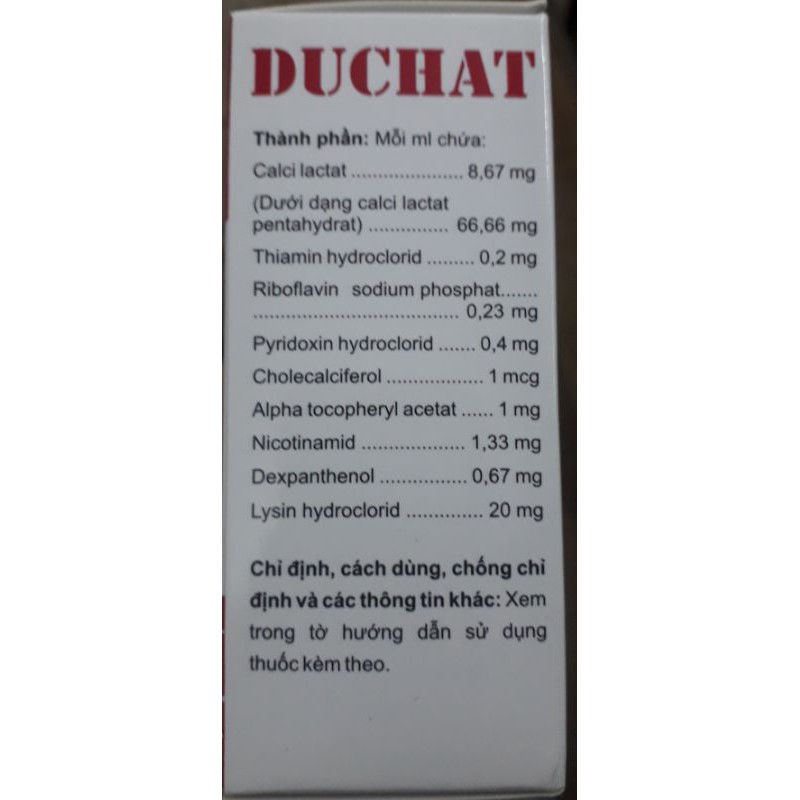 DUCHAT
Thành phần: Mỗi ml chứa:
Calci lactat ..................... 8,67 mg
(Dưới dạng calci lactat
pentahydrat) ............... 66,66 mg
Thiamin hydroclorid ......... 0,2 mg
Riboflavin sodium phosphat.......
...................................... 0,23 mg
Pyridoxin hydroclorid ....... 0,4 mg
Cholecalciferol .................. 1 mcg
Alpha tocopheryl acetat ...... 1 mg
Nicotinamid ................... 1,33 mg
Dexpanthenol ................ 0,67 mg
Lysin hydroclorid .............. 20 mg
Chỉ định, cách dùng, chống chỉ
định và các thông tin khác: Xem
trong tờ hướng dẫn sử dụng
thuốc kèm theo.